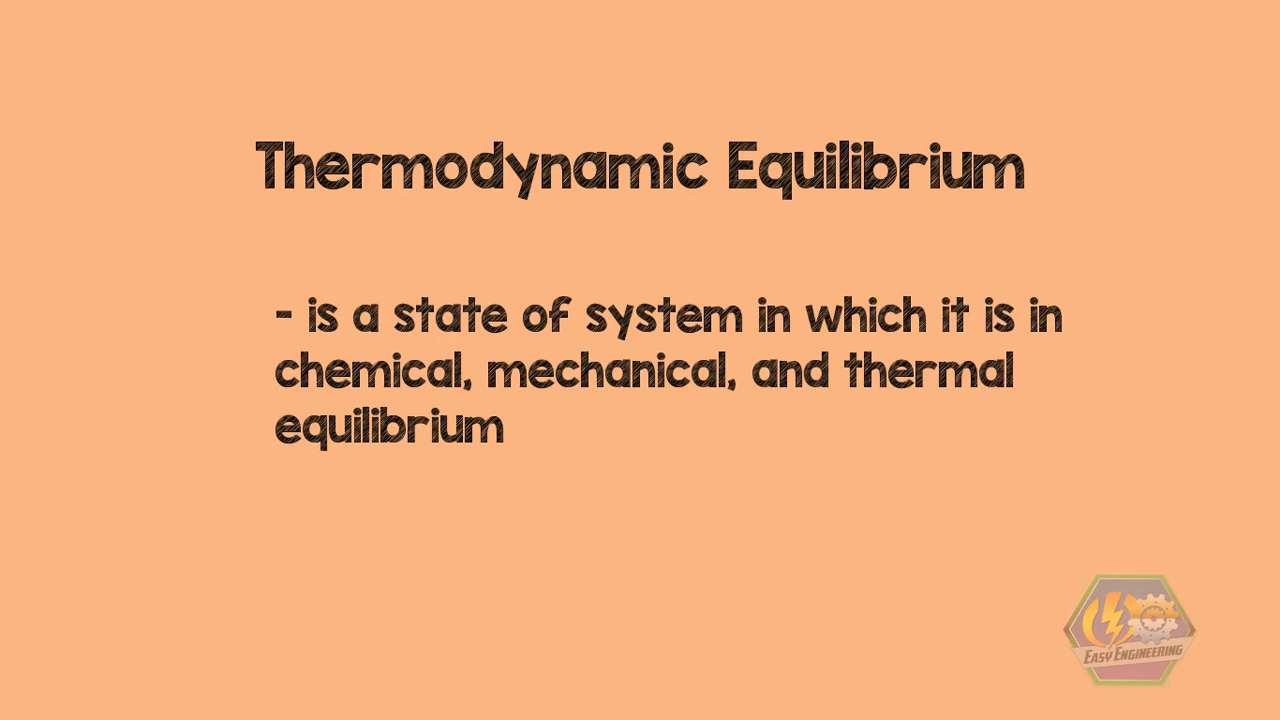 Thermodynamic Equilibrium
- is a state of system in which it is in
chemical, mechanical, and thermal
equilibrium
EASY ENGINEERING